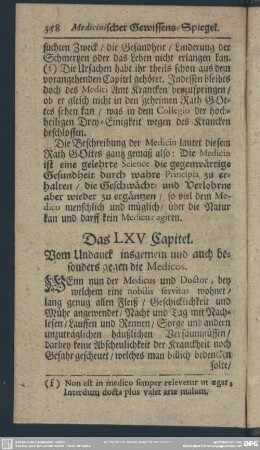 358 Medicinischer Gewissens-Spiegel.
suchten Zweck / die Gesundheit / Linderung der
Schmertzen oder das Leben nicht erlangen kan.
(f) Die Ursachen habt ihr theils schon aus dem
vorangehenden Capitel gehöret. Indessen bleibts
doch des Medici Amt Krancken beyzuspringen /
ob er gleich nicht in den geheimen Rath GOt-
tes sehen kan / was in dem Collegio der hoch-
heiligen Drey-Einigkeit wegen des Krancken
beschlossen.
Die Beschreibung der Medicin lautet diesem
Rath GOttes gantz gemäß also: Die Medicin
ist eine gelehrte Science die gegenwärtige
Gesundheit durch wahre Principia zu er-
halten / die Geschwächt- und Verlohrne
aber wieder zu ergäntzen / so viel dem Me-
dico menschlich und müglich / über die Natur
kan und darff kein Medicus agiren.
Das LXV Capitel.
Vom Undanck insgemein und auch be-
sonders gegen die Medicos.
WEnn nun der Medicus und Doctor, bey
welchem eine nobilis servitus wohnet /
lang genug allen Fleiß / Geschicklichkeit und
Mühe angewendet / Nacht und Tag mit Nach-
lesen / Lauffen und Rennen / Sorge und andern
unzuträglichen häußlichen Versäumnüssen /
darbey keine Abscheulichkeit der Kranckheit noch
Gefahr gescheuet / welches man billich bedencken
solte /
(f) Non est in medico semper relevetur ut æger,
Interdum docta plus valet arte malum.